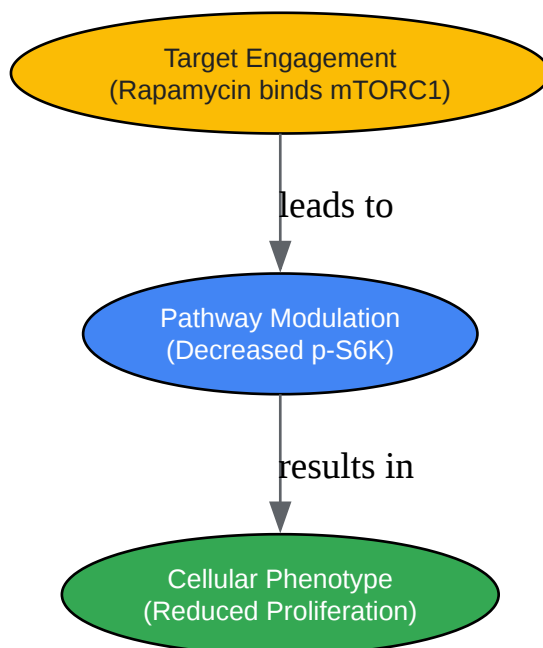 Target Engagement
(Rapamycin binds mTORC1)
leads to
Pathway Modulation
(Decreased p-S6K)
results in
Cellular Phenotype
(Reduced Proliferation)